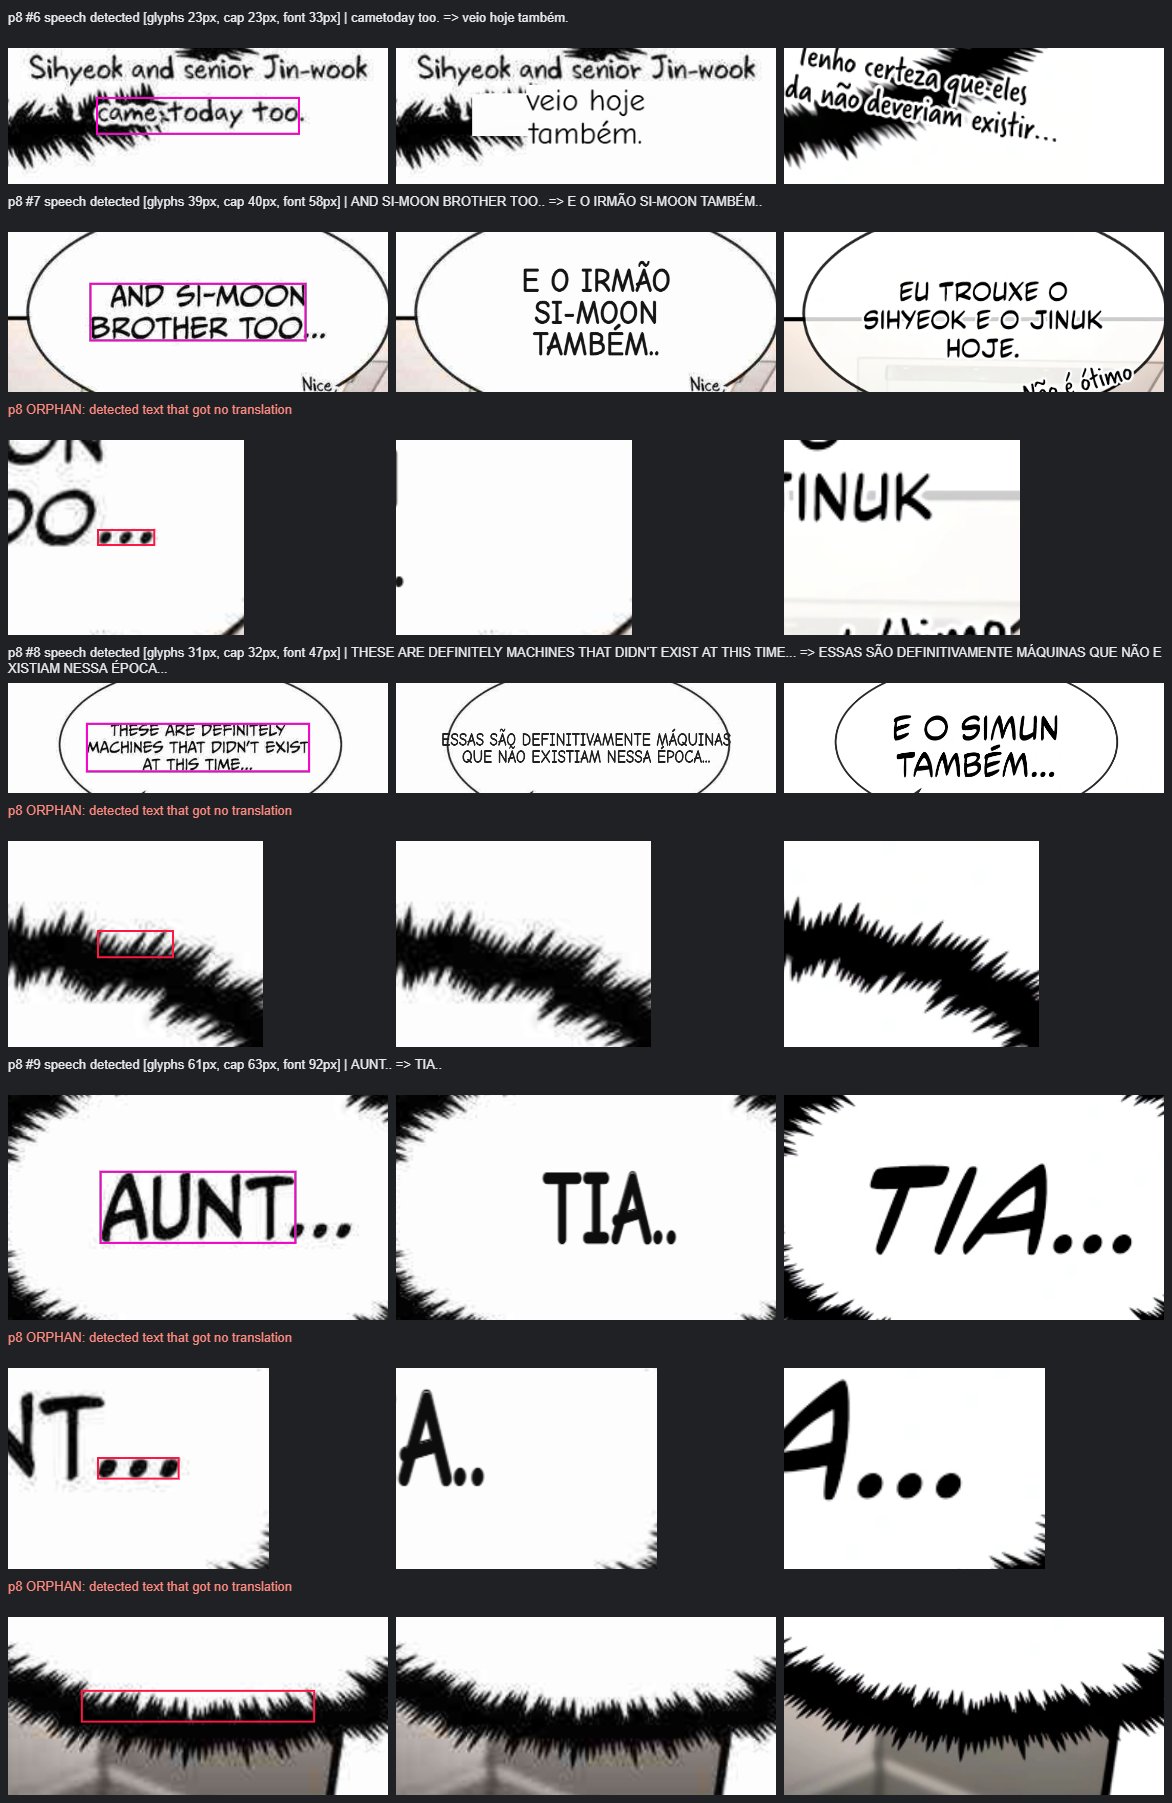 p8 #6 speech detected [glyphs 23px, cap 23px, font 33px] | cametoday too. => veio hoje também.
Sihyeok and senior Jin-wook
came today too.
Sihyeok and senior Jin-wook
veio hoje
também.
Tenho certeza que eles
da não deveriam existir...
p8 #7 speech detected [glyphs 39px, cap 40px, font 58px] | AND SI-MOON BROTHER TOO.. => E O IRMÃO SI-MOON TAMBÉM..
AND SI-MOON
BROTHER TOO...
Nice,
E O IRMÃO
SI-MOON
TAMBÉM..
Nice,
EU TROUXE O
SIHYEOK E O JINUK
HOJE.
Não é ótimo
p8 ORPHAN: detected text that got no translation
OO...
.
INUK
p8 #8 speech detected [glyphs 31px, cap 32px, font 47px] | THESE ARE DEFINITELY MACHINES THAT DIDN'T EXIST AT THIS TIME... => ESSAS SÃO DEFINITIVAMENTE MÁQUINAS QUE NÃO E
XISTIAM NESSA ÉPOCA...
THESE ARE DEFINITELY
MACHINES THAT DIDN'T EXIST
AT THIS TIME...
ESSAS SÃO DEFINITIVAMENTE MÁQUINAS
QUE NÃO EXISTIAM NESSA ÉPOCA...
E O SIMUN
TAMBÉM...
p8 ORPHAN: detected text that got no translation
p8 #9 speech detected [glyphs 61px, cap 63px, font 92px] | AUNT.. => TIA..
AUNT...
TIA..
TIA...
p8 ORPHAN: detected text that got no translation
NT...
A..
A...
p8 ORPHAN: detected text that got no translation